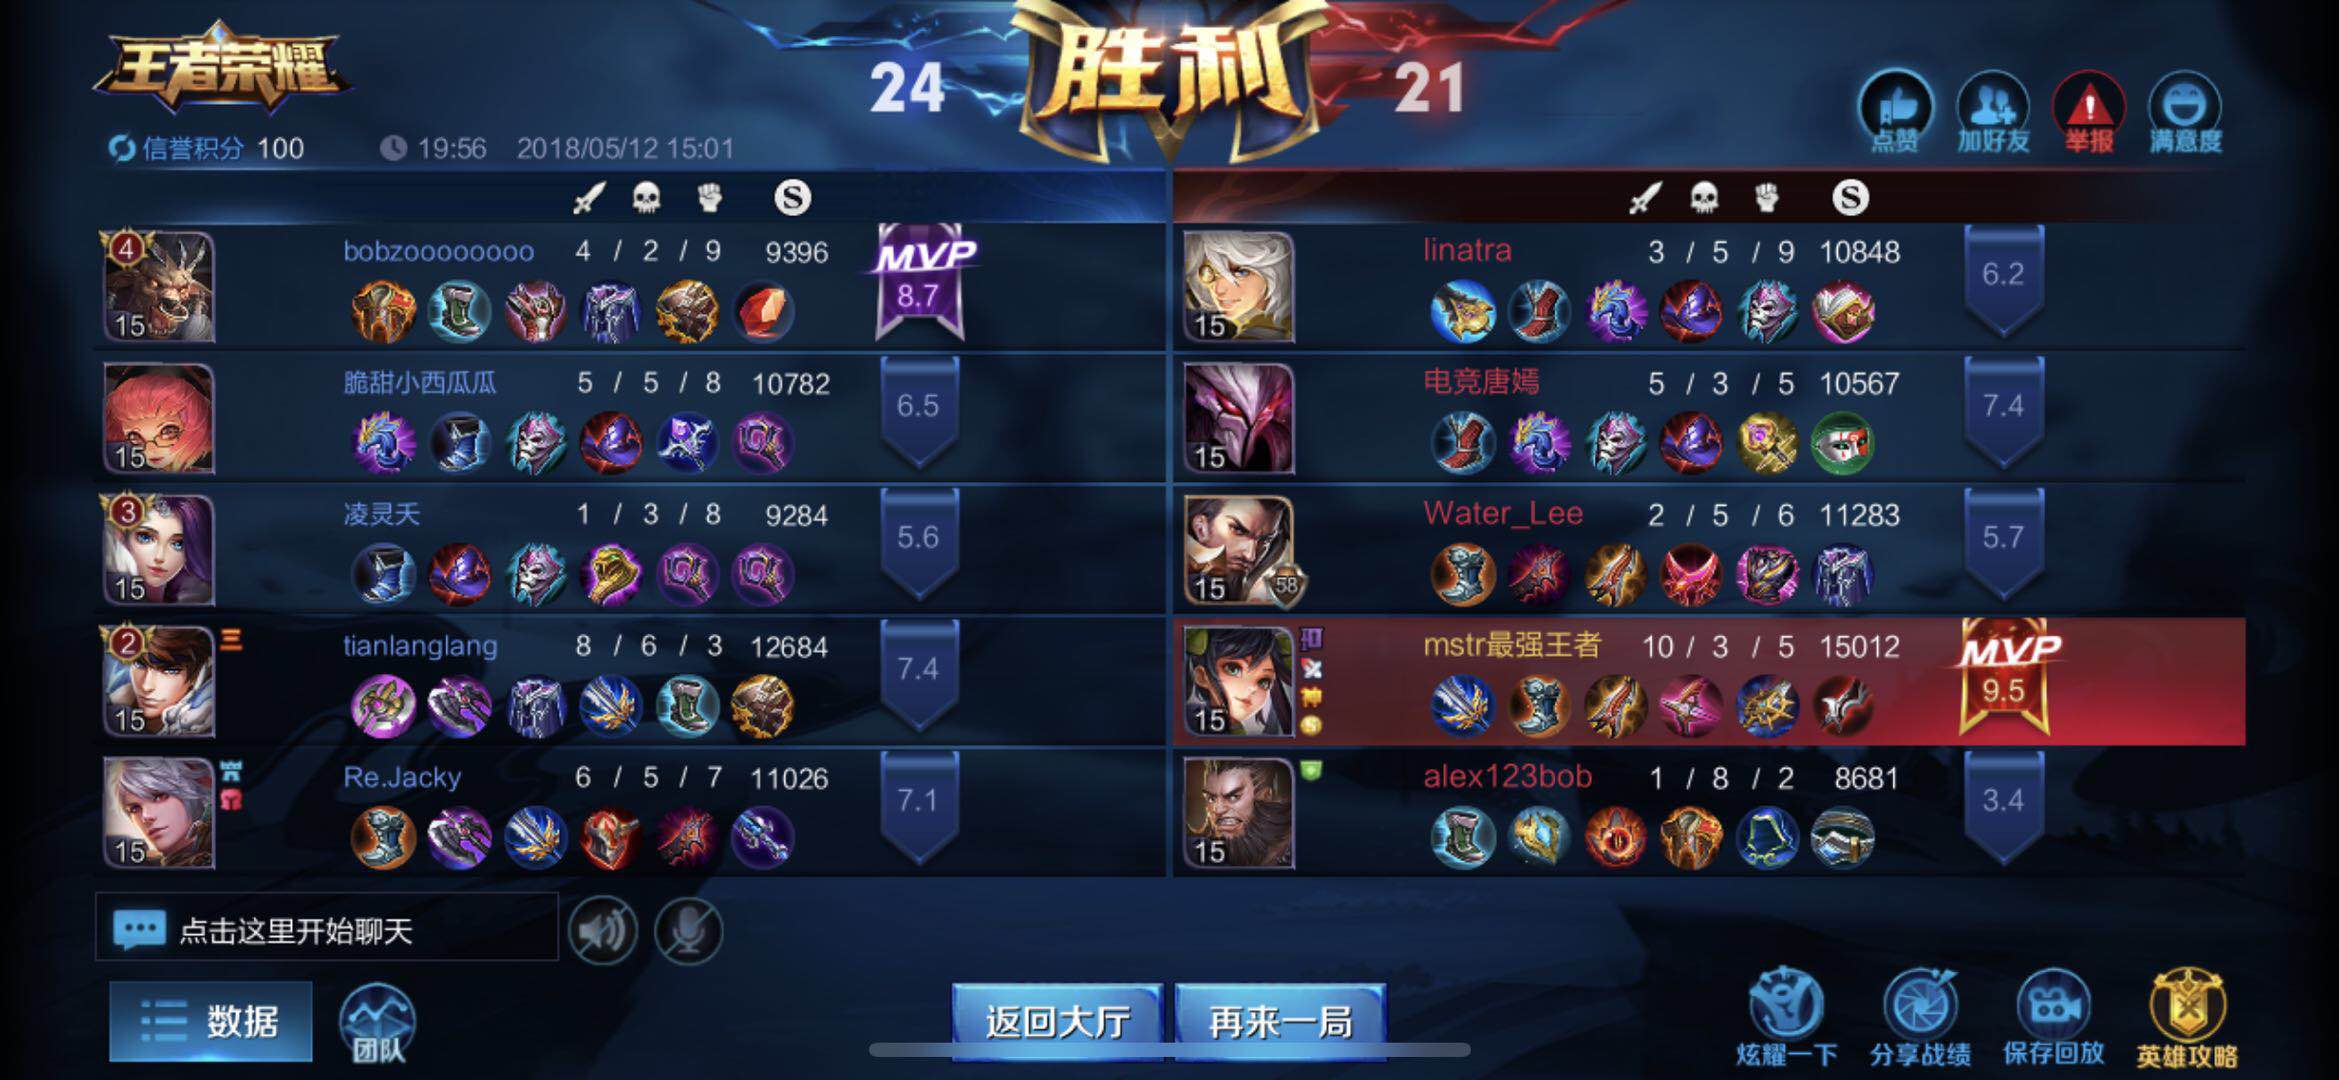 王者荣耀
24 胜利 21
信誉积分 100 19:56 2018/05/12 15:01
点赞 加好友 举报 满意度
S S
4 15 bobzoooooooo 4 / 2 / 9 9396 MVP 8.7
15 脆甜小西瓜瓜 5 / 5 / 8 10782 6.5
3 15 凌灵天 1 / 3 / 8 9284 5.6
2 15 三 tianlanglang 8 / 6 / 3 12684 7.4
15 Re.Jacky 6 / 5 / 7 11026 7.1
15 linatra 3 / 5 / 9 10848 6.2
15 电竞唐嫣 5 / 3 / 5 10567 7.4
15 58 Water_Lee 2 / 5 / 6 11283 5.7
15 神 mstr最强王者 10 / 3 / 5 15012 MVP 9.5
15 alex123bob 1 / 8 / 2 8681 3.4
点击这里开始聊天
数据 团队 返回大厅 再来一局 炫耀一下 分享战绩 保存回放 英雄攻略